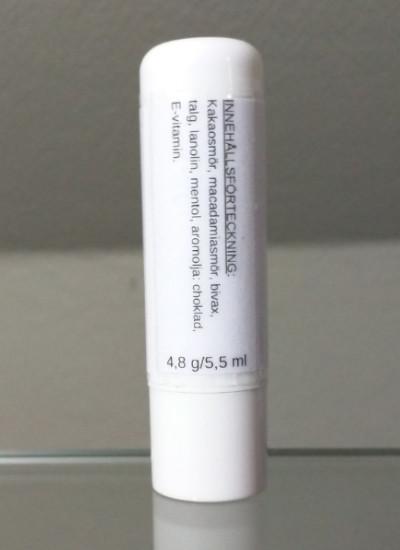 INNEHÅLLSFÖRTECKNING:
Kakaosmör, macadamiasmör, bivax,
talg, lanolin, mentol, aromolja: choklad,
E-vitamin.
4,8 g/5,5 ml